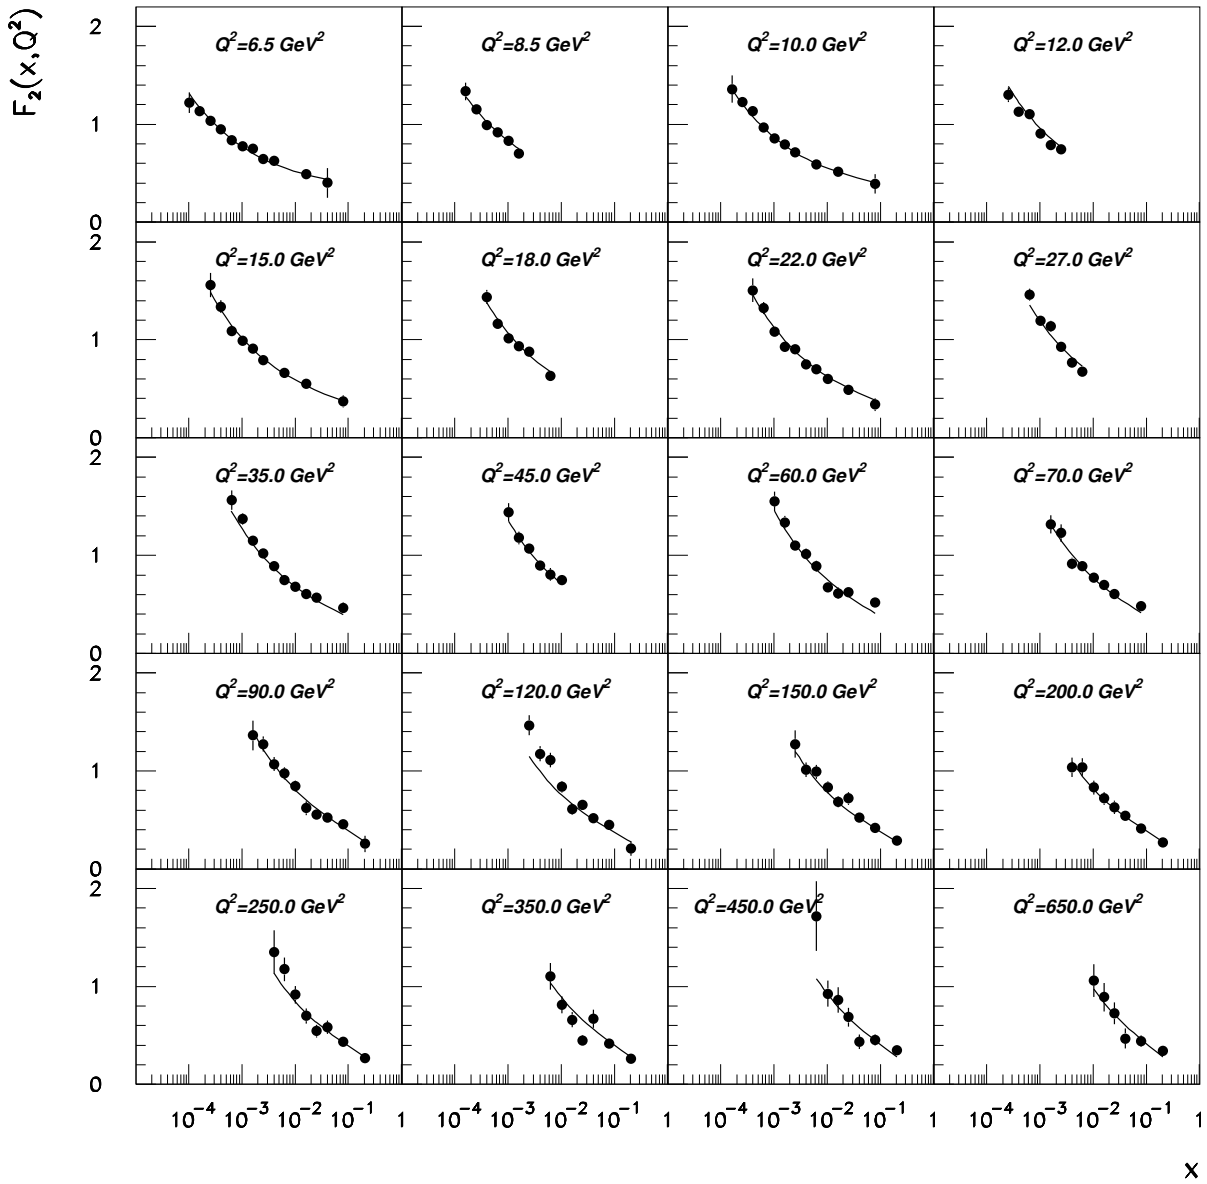 F₂(x,Q²)
2
Q²=6.5 GeV²
Q²=8.5 GeV²
Q²=10.0 GeV²
Q²=12.0 GeV²
1
0
2
Q²=15.0 GeV²
Q²=18.0 GeV²
Q²=22.0 GeV²
Q²=27.0 GeV²
1
0
2
Q²=35.0 GeV²
Q²=45.0 GeV²
Q²=60.0 GeV²
Q²=70.0 GeV²
1
0
2
Q²=90.0 GeV²
Q²=120.0 GeV²
Q²=150.0 GeV²
Q²=200.0 GeV²
1
0
2
Q²=250.0 GeV²
Q²=350.0 GeV²
Q²=450.0 GeV²
Q²=650.0 GeV²
1
0
10⁻⁴ 10⁻³ 10⁻² 10⁻¹ 1 10⁻⁴ 10⁻³ 10⁻² 10⁻¹ 1 10⁻⁴ 10⁻³ 10⁻² 10⁻¹ 1 10⁻⁴ 10⁻³ 10⁻² 10⁻¹ 1
x